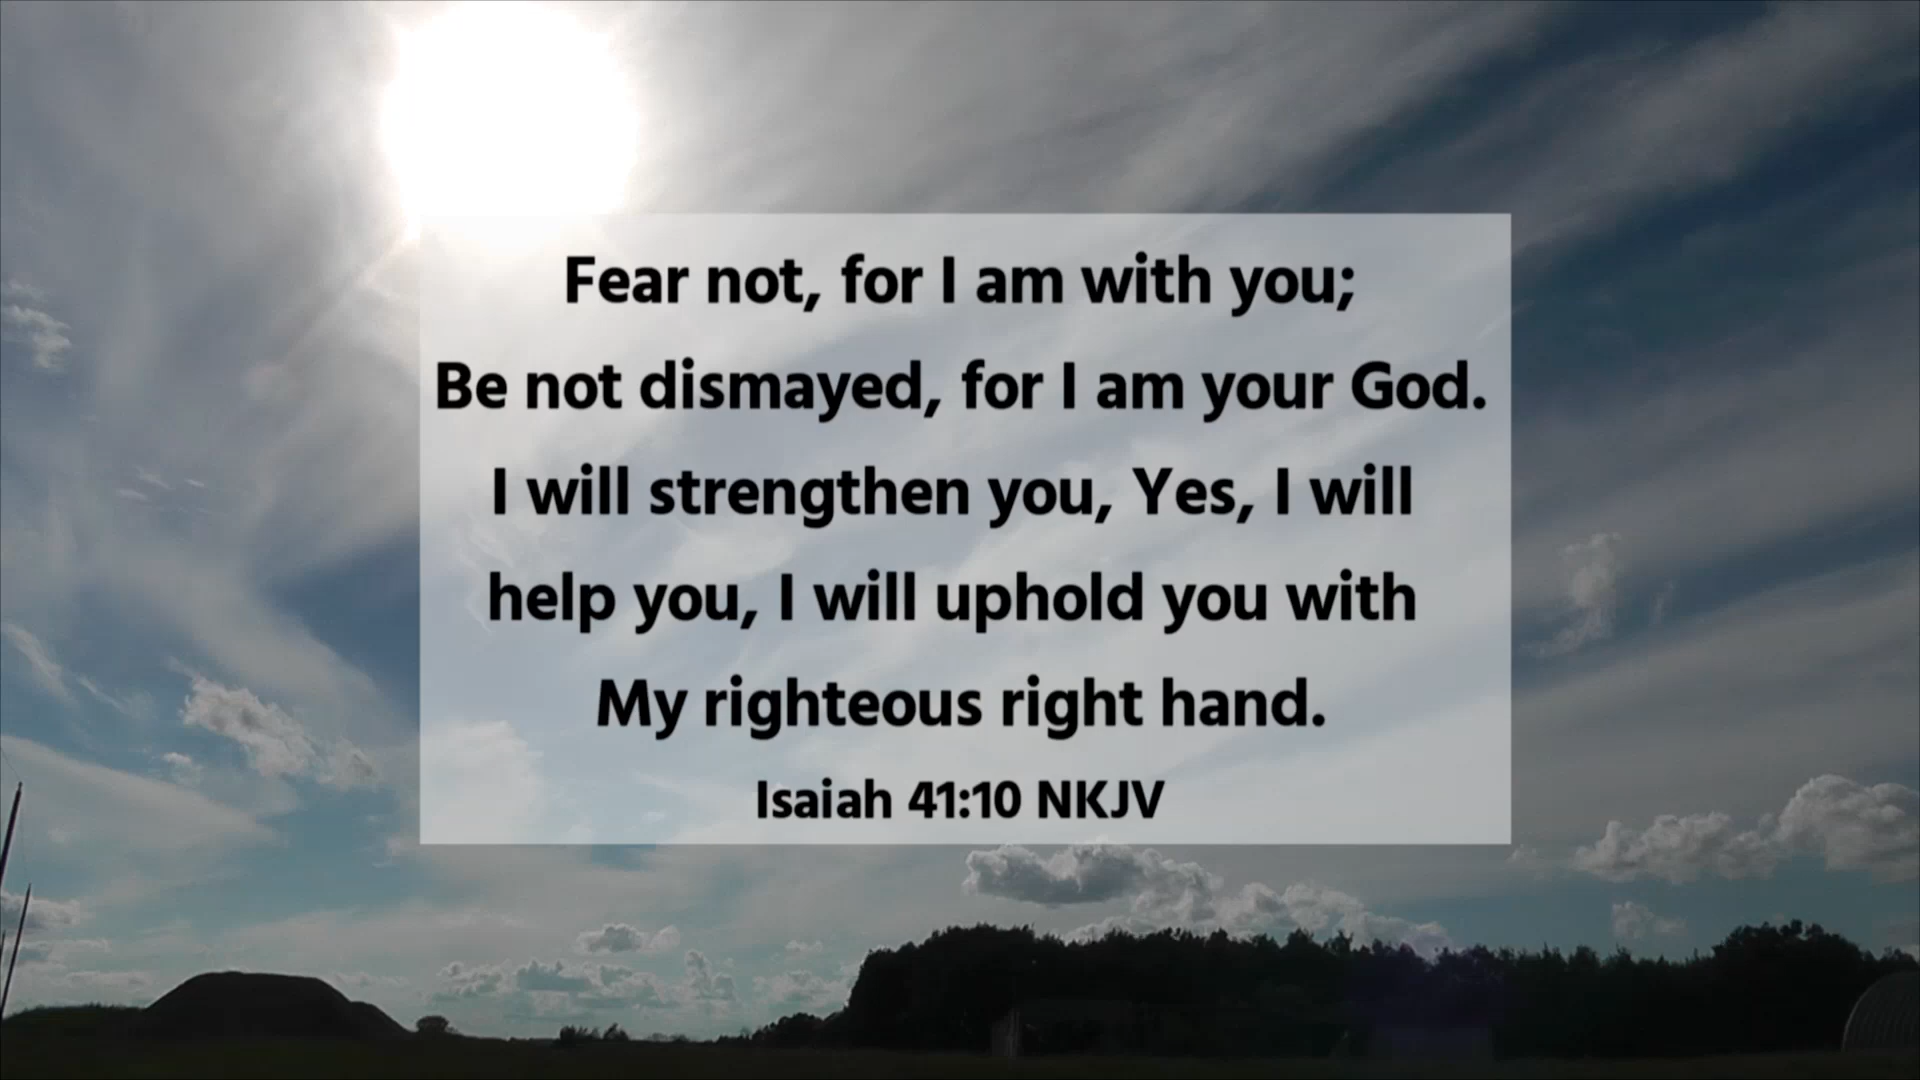 Fear not, for I am with you;
Be not dismayed, for I am your God.
I will strengthen you, Yes, I will
help you, I will uphold you with
My righteous right hand.
Isaiah 41:10 NKJV